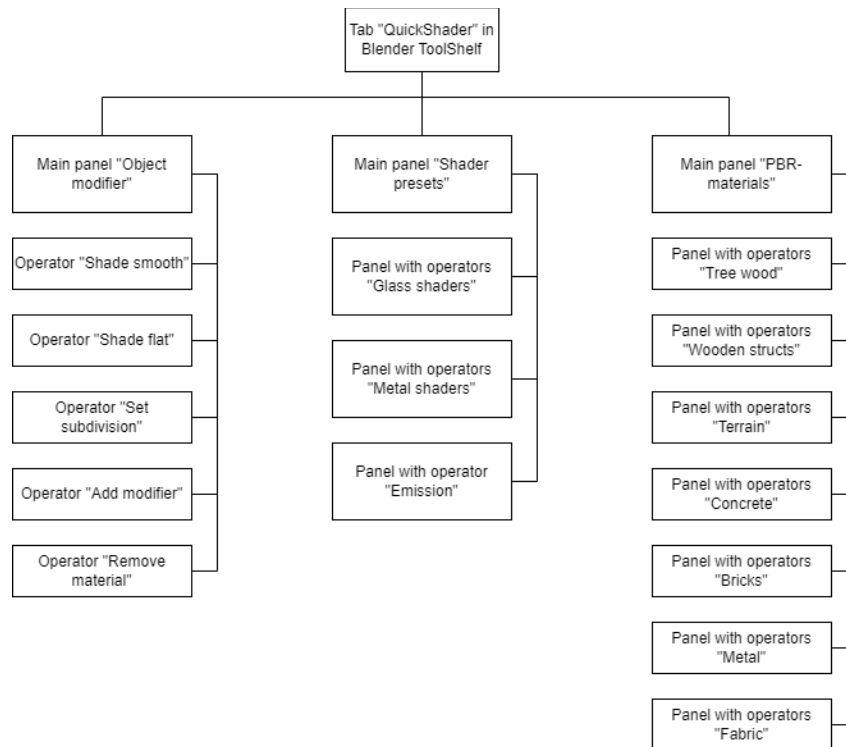 Tab "QuickShader" in
Blender ToolShelf
Main panel "Object
modifier"
Operator "Shade smooth"
Operator "Shade flat"
Operator "Set
subdivision"
Operator "Add modifier"
Operator "Remove
material"
Main panel "Shader
presets"
Panel with operators
"Glass shaders"
Panel with operators
"Metal shaders"
Panel with operator
"Emission"
Main panel "PBR-
materials"
Panel with operators
"Tree wood"
Panel with operators
"Wooden structs"
Panel with operators
"Terrain"
Panel with operators
"Concrete"
Panel with operators
"Bricks"
Panel with operators
"Metal"
Panel with operators
"Fabric"